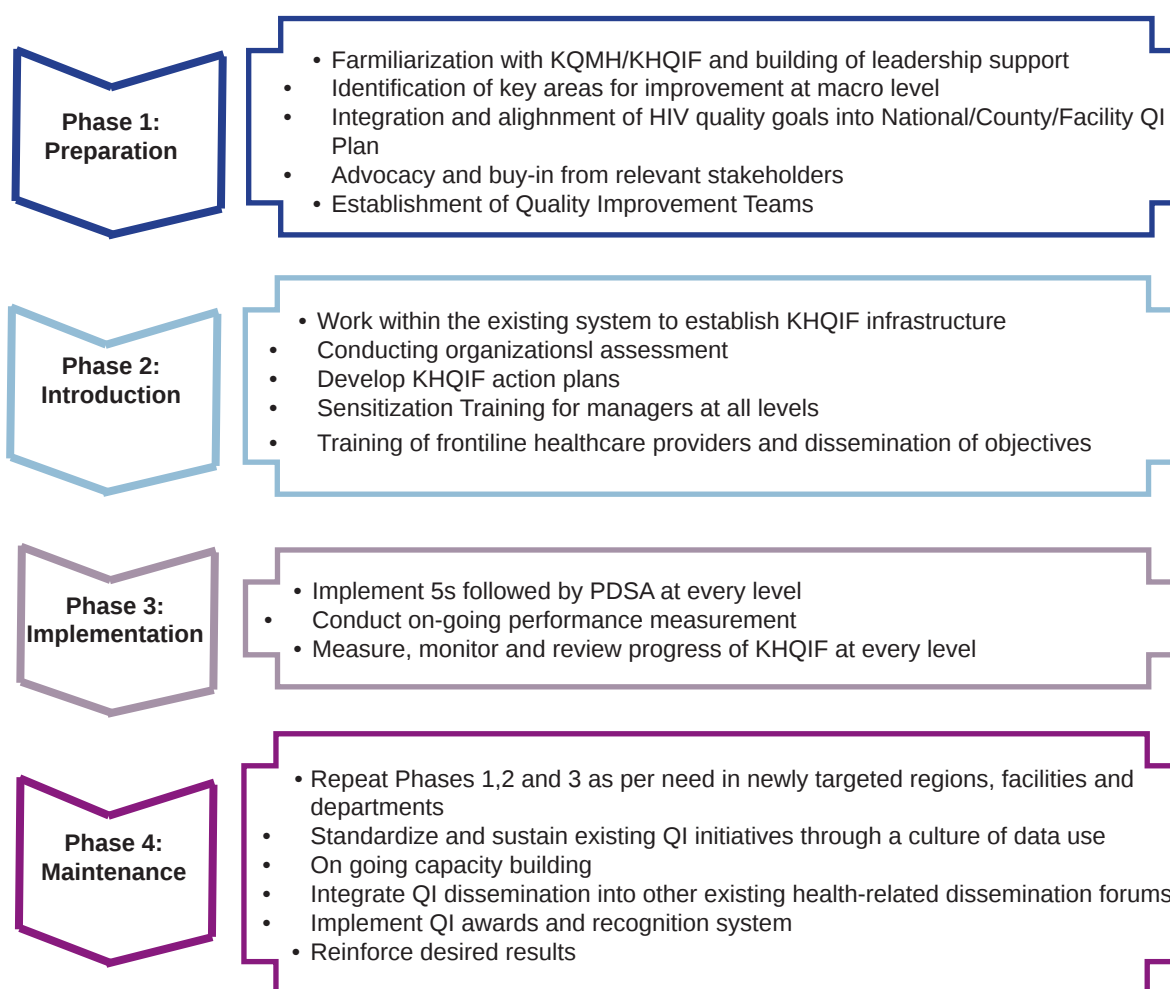 Phase 1:
Preparation
• Farmiliarization with KQMH/KHQIF and building of leadership support
• Identification of key areas for improvement at macro level
• Integration and alighnment of HIV quality goals into National/County/Facility QI
Plan
• Advocacy and buy-in from relevant stakeholders
• Establishment of Quality Improvement Teams
Phase 2:
Introduction
• Work within the existing system to establish KHQIF infrastructure
• Conducting organizationsl assessment
• Develop KHQIF action plans
• Sensitization Training for managers at all levels
• Training of frontiline healthcare providers and dissemination of objectives
Phase 3:
Implementation
• Implement 5s followed by PDSA at every level
• Conduct on-going performance measurement
• Measure, monitor and review progress of KHQIF at every level
Phase 4:
Maintenance
• Repeat Phases 1,2 and 3 as per need in newly targeted regions, facilities and
departments
• Standardize and sustain existing QI initiatives through a culture of data use
• On going capacity building
• Integrate QI dissemination into other existing health-related dissemination forums
• Implement QI awards and recognition system
• Reinforce desired results